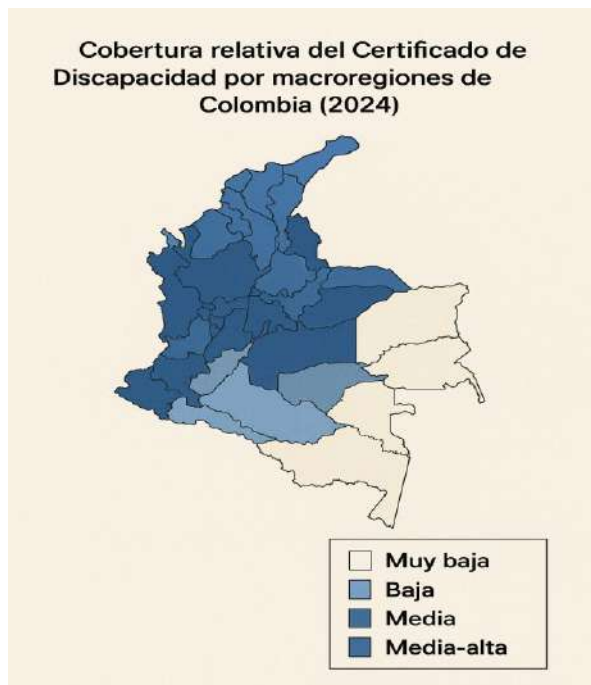 Cobertura relativa del Certificado de
Discapacidad por macroregiones de
Colombia (2024)
Muy baja
Baja
Media
Media-alta